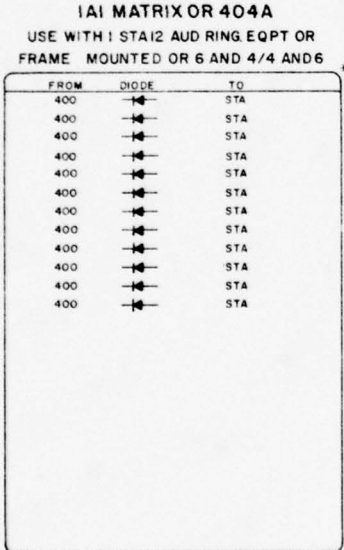 1A1 MATRIX OR 404A
USE WITH 1 STA12 AUD RING. EQPT OR
FRAME MOUNTED OR 6 AND 4/4 AND 6
FROM DIODE TO
400 STA
400 STA
400 STA
400 STA
400 STA
400 STA
400 STA
400 STA
400 STA
400 STA
400 STA
400 STA